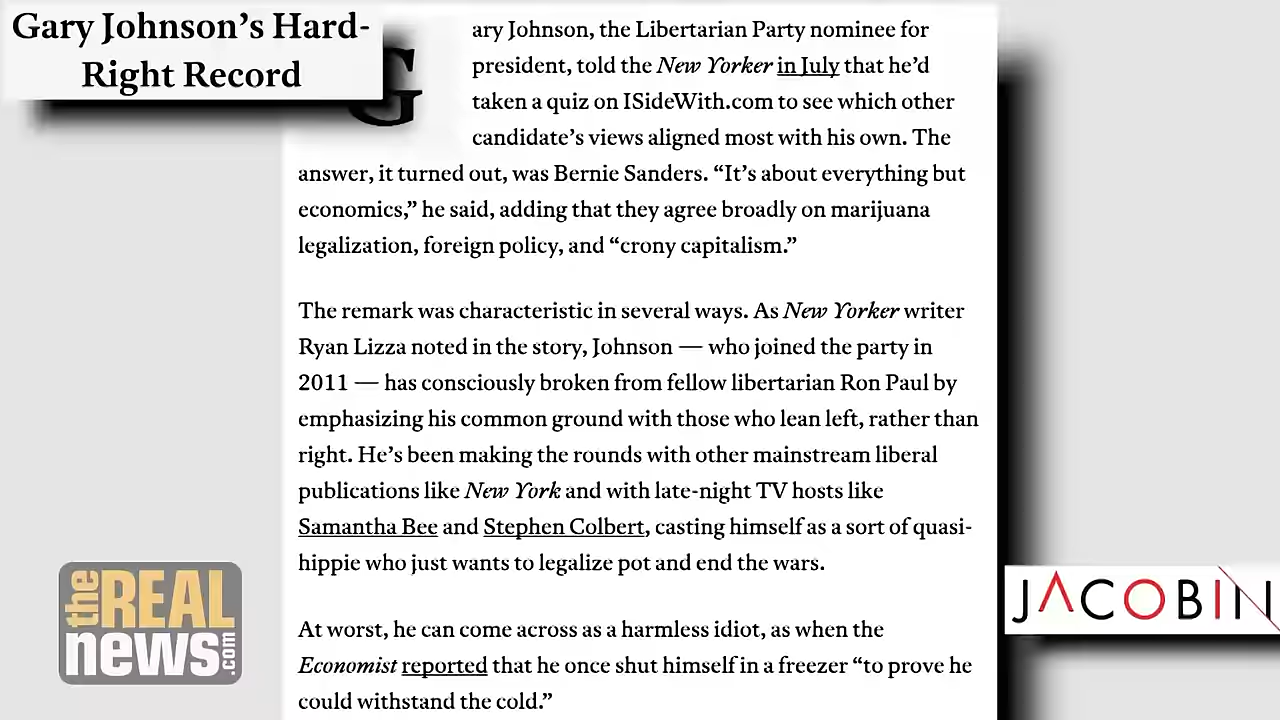 Gary Johnson’s Hard-
Right Record
G
ary Johnson, the Libertarian Party nominee for
president, told the New Yorker in July that he’d
taken a quiz on ISideWith.com to see which other
candidate’s views aligned most with his own. The
answer, it turned out, was Bernie Sanders. “It’s about everything but
economics,” he said, adding that they agree broadly on marijuana
legalization, foreign policy, and “crony capitalism.”
The remark was characteristic in several ways. As New Yorker writer
Ryan Lizza noted in the story, Johnson — who joined the party in
2011 — has consciously broken from fellow libertarian Ron Paul by
emphasizing his common ground with those who lean left, rather than
right. He’s been making the rounds with other mainstream liberal
publications like New York and with late-night TV hosts like
Samantha Bee and Stephen Colbert, casting himself as a sort of quasi-
hippie who just wants to legalize pot and end the wars.
At worst, he can come across as a harmless idiot, as when the
Economist reported that he once shut himself in a freezer “to prove he
could withstand the cold.”
the REAL
news.com
JACOBIN